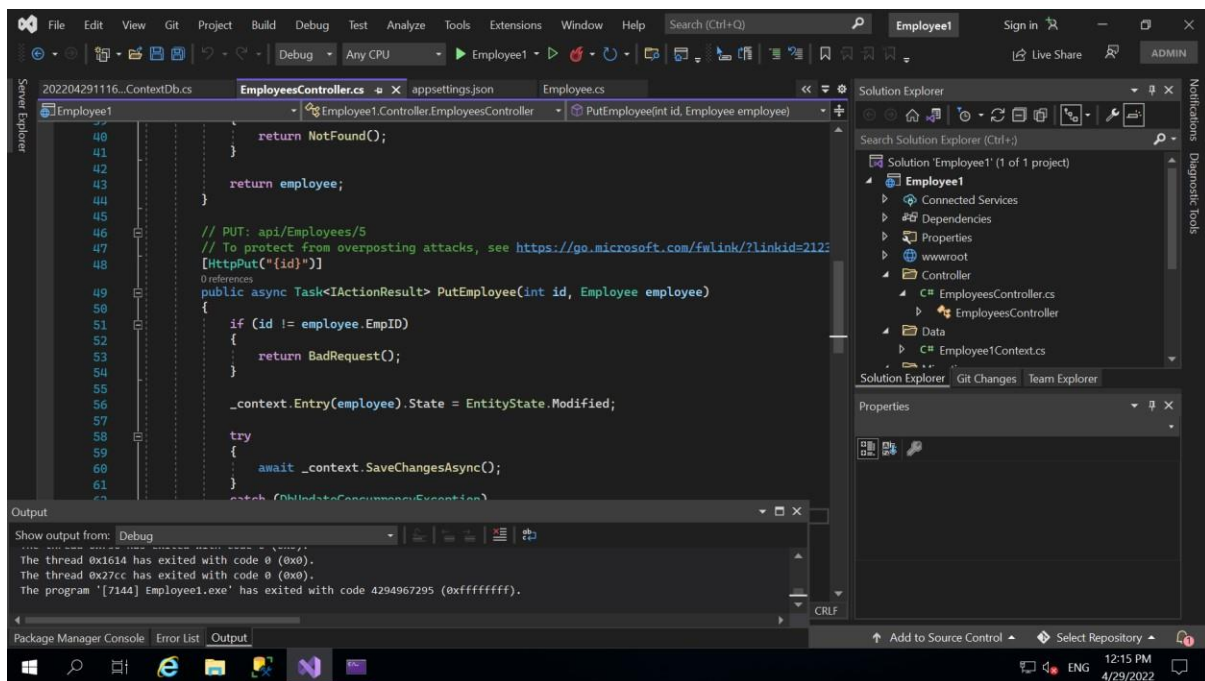 File Edit View Git Project Build Debug Test Analyze Tools Extensions Window Help Search (Ctrl+Q) Employee1 Sign in
Debug Any CPU Employee1 Live Share ADMIN
Server Explorer
202204291116...ContextDb.cs EmployeesController.cs appsettings.json Employee.cs
Employee1 Employee1.Controller.EmployeesController PutEmployee(int id, Employee employee)
39 {
40 return NotFound();
41 }
42
43 return employee;
44 }
45
46 // PUT: api/Employees/5
47 // To protect from overposting attacks, see https://go.microsoft.com/fwlink/?linkid=2123
48 [HttpPut("{id}")]
0 references
49 public async Task<IActionResult> PutEmployee(int id, Employee employee)
50 {
51 if (id != employee.EmpID)
52 {
53 return BadRequest();
54 }
55
56 _context.Entry(employee).State = EntityState.Modified;
57
58 try
59 {
60 await _context.SaveChangesAsync();
61 }
62 catch (DbUpdateConcurrencyException)
CRLF
Solution Explorer
Search Solution Explorer (Ctrl+;)
Solution 'Employee1' (1 of 1 project)
Employee1
Connected Services
Dependencies
Properties
wwwroot
Controller
C# EmployeesController.cs
EmployeesController
Data
C# Employee1Context.cs
Solution Explorer Git Changes Team Explorer
Properties
Notifications
Diagnostic Tools
Output
Show output from: Debug
The thread 0x1614 has exited with code 0 (0x0).
The thread 0x27cc has exited with code 0 (0x0).
The program '[7144] Employee1.exe' has exited with code 4294967295 (0xffffffff).
Package Manager Console Error List Output
Add to Source Control Select Repository
ENG
12:15 PM
4/29/2022